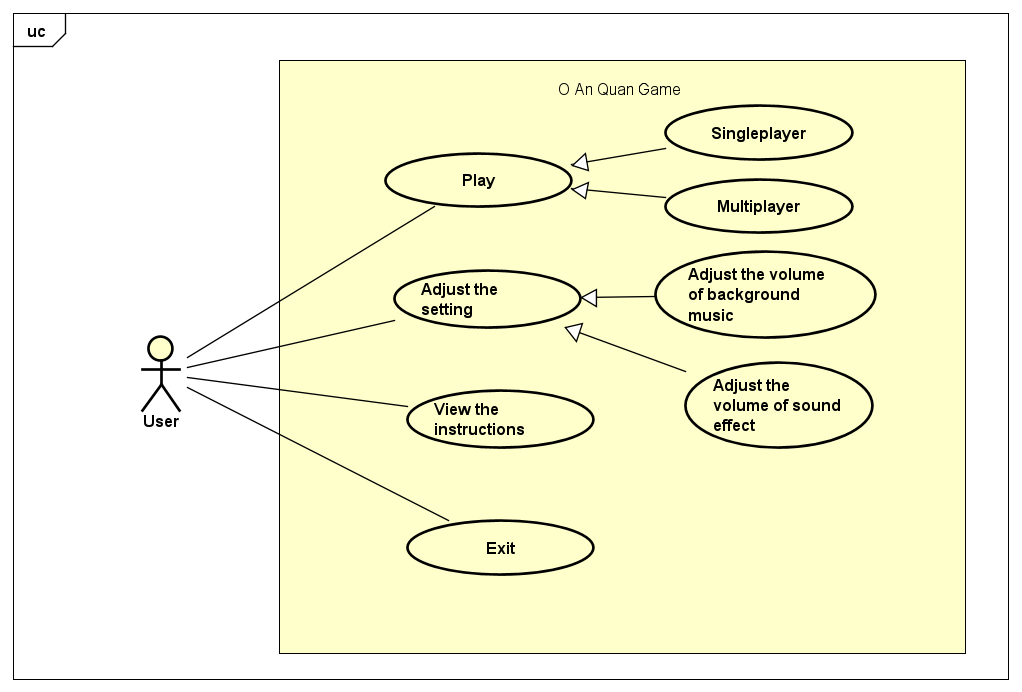 uc
O An Quan Game
Singleplayer
Play
Multiplayer
Adjust the volume
of background
music
Adjust the
setting
Adjust the
volume of sound
effect
View the
instructions
User
Exit